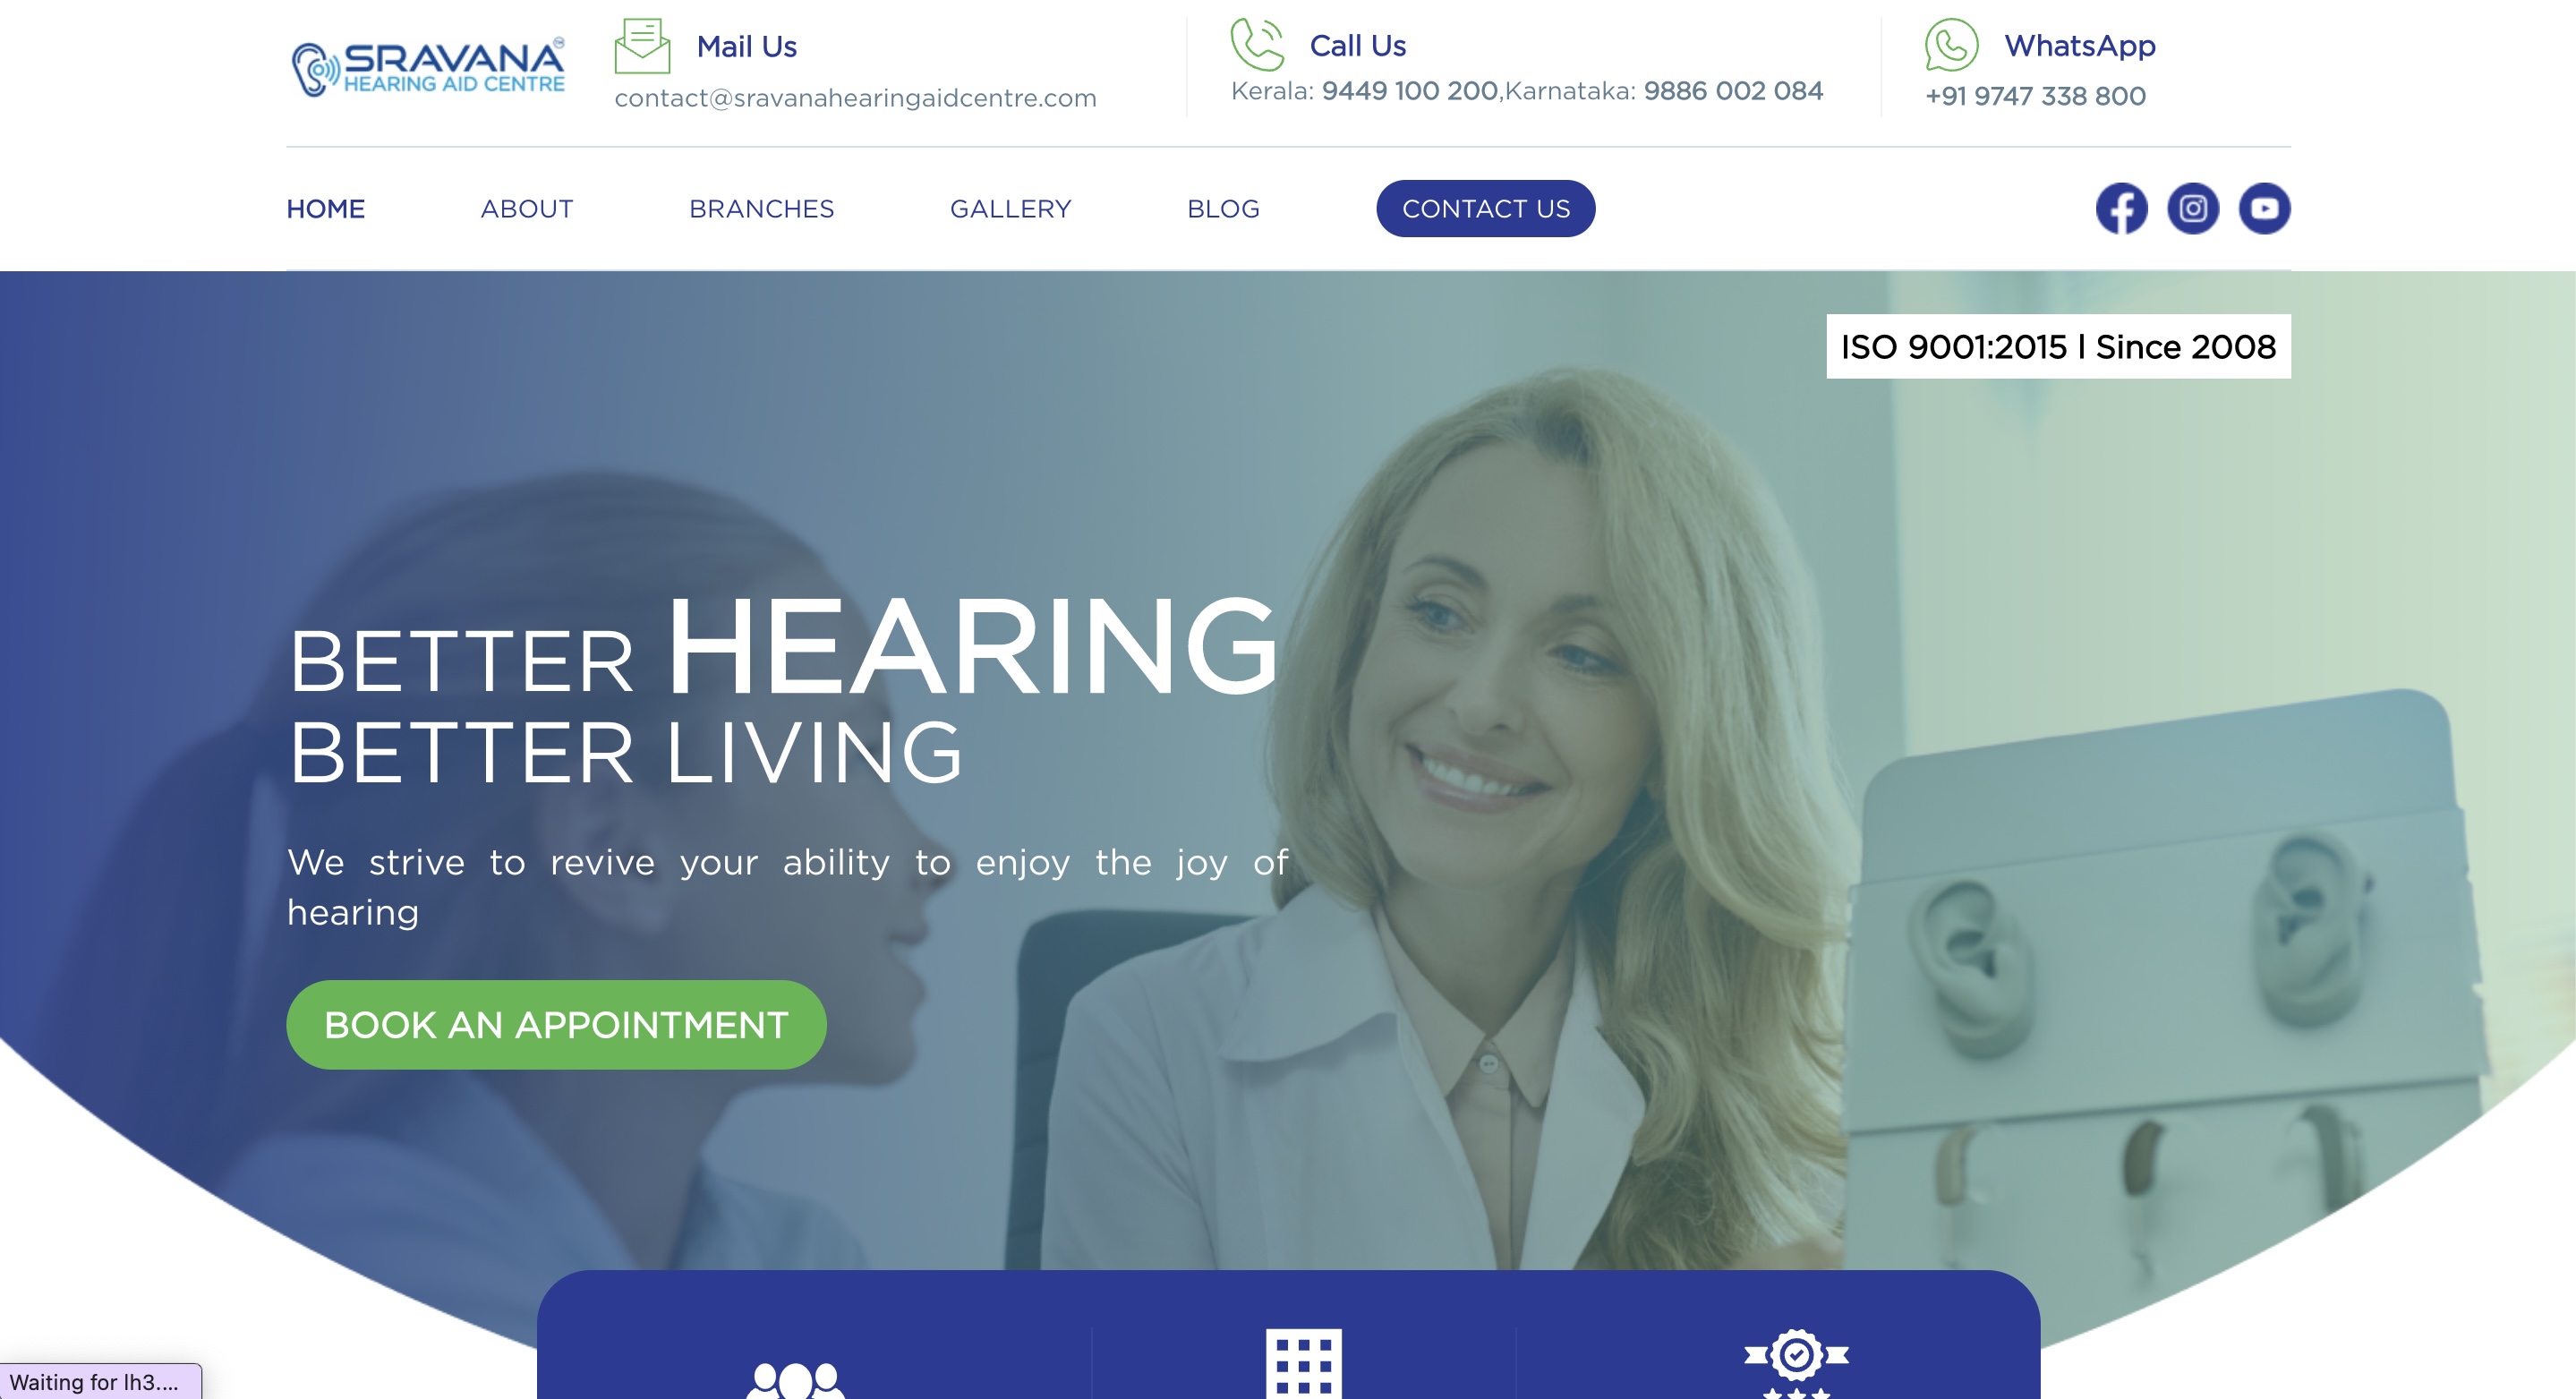 SRAVANA™
HEARING AID CENTRE
Mail Us
contact@sravanahearingaidcentre.com
Call Us
Kerala: 9449 100 200,Karnataka: 9886 002 084
WhatsApp
+91 9747 338 800
HOME
ABOUT
BRANCHES
GALLERY
BLOG
CONTACT US
ISO 9001:2015 | Since 2008
BETTER HEARING
BETTER LIVING
We strive to revive your ability to enjoy the joy of
hearing
BOOK AN APPOINTMENT
Waiting for lh3....